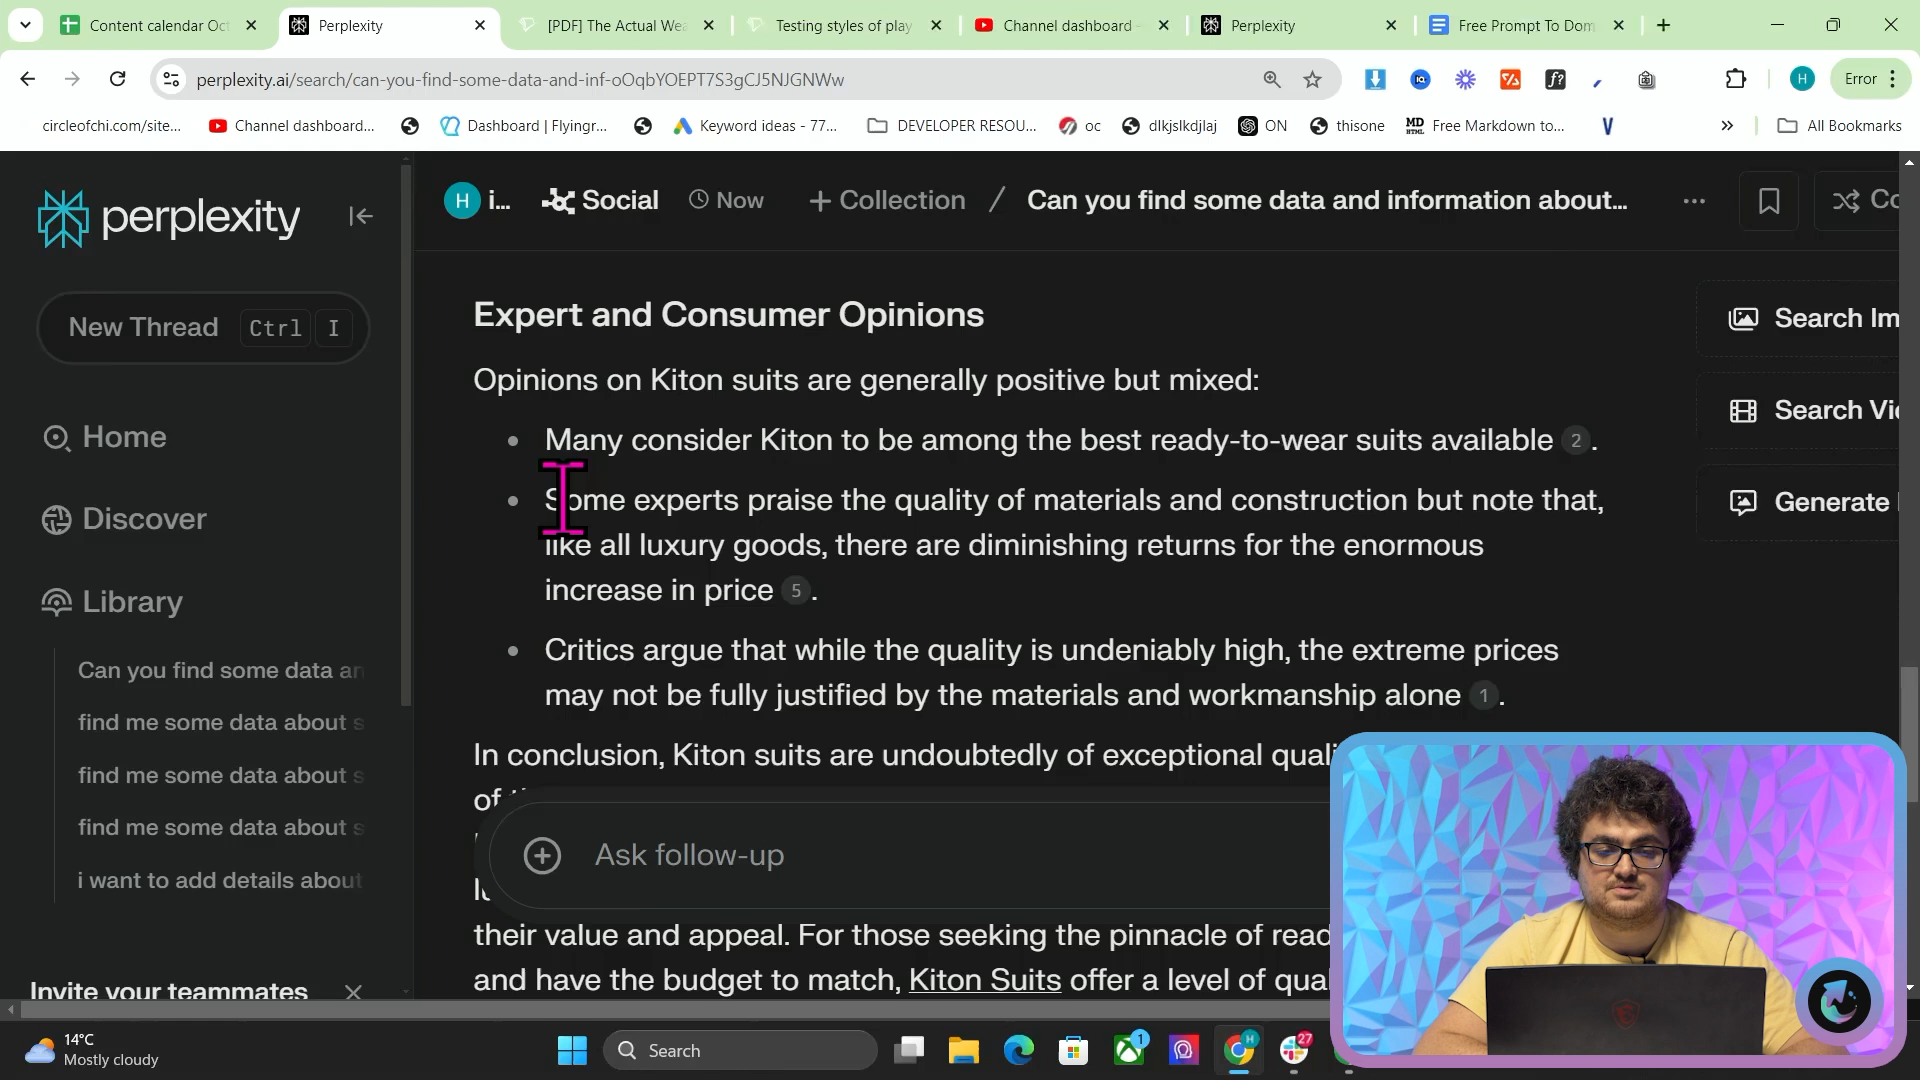 Content calendar Oct
Perplexity
[PDF] The Actual Wea
Testing styles of play
Channel dashboard -
Perplexity
Free Prompt To Dom
perplexity.ai/search/can-you-find-some-data-and-inf-oOqbYOEPT7S3gCJ5NJGNWw
H
Error
circleofchi.com/site...
Channel dashboard...
Dashboard | Flyingr...
Keyword ideas - 77...
DEVELOPER RESOU...
oc
dlkjslkdjlaj
ON
thisone
Free Markdown to...
All Bookmarks
perplexity
New Thread
Ctrl I
Home
Discover
Library
Can you find some data an
find me some data about s
find me some data about s
find me some data about s
i want to add details about
Invite your teammates
H i...
Social
Now
+ Collection / Can you find some data and information about...
Co
Expert and Consumer Opinions
Opinions on Kiton suits are generally positive but mixed:
Many consider Kiton to be among the best ready-to-wear suits available 2 .
Some experts praise the quality of materials and construction but note that,
like all luxury goods, there are diminishing returns for the enormous
increase in price 5 .
Critics argue that while the quality is undeniably high, the extreme prices
may not be fully justified by the materials and workmanship alone 1 .
In conclusion, Kiton suits are undoubtedly of exceptional quali
of
Ask follow-up
their value and appeal. For those seeking the pinnacle of read
and have the budget to match, Kiton Suits offer a level of qual
Search Im
Search Vi
Generate
14°C
Mostly cloudy
Search
1
H
27